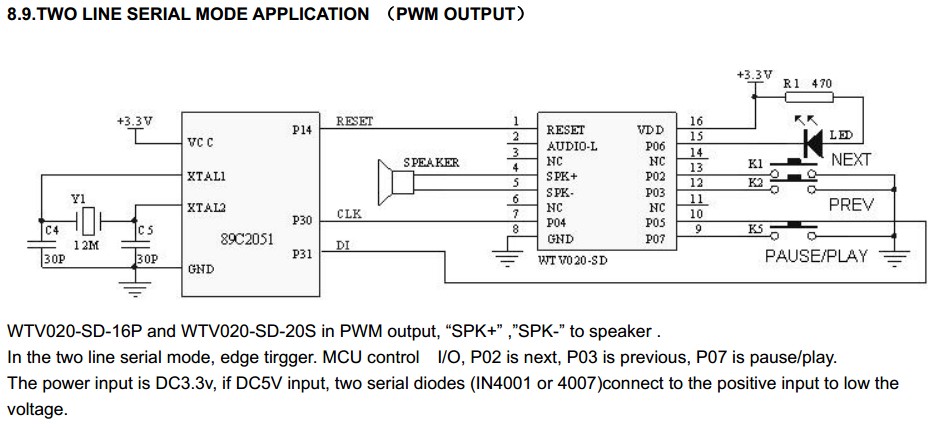 8.9.TWO LINE SERIAL MODE APPLICATION （PWM OUTPUT）
+3.3V
R1 470
+3.3V
P14
RESET
1
RESET
VDD
16
LED
VCC
2
AUDIO-L
P06
15
NEXT
3
NC
NC
14
SPEAKER
4
SPK+
P02
13
K1
XTAL1
5
SPK-
P03
12
K2
PREV
Y1
XTAL2
6
NC
NC
11
C4
C5
P30
CLK
7
P04
P05
10
12M
89C2051
8
GND
P07
9
K5
30P
30P
GND
P31
DI
WTV020-SD
PAUSE/PLAY
WTV020-SD-16P and WTV020-SD-20S in PWM output, “SPK+” ,”SPK-” to speaker .
In the two line serial mode, edge tirgger. MCU control I/O, P02 is next, P03 is previous, P07 is pause/play.
The power input is DC3.3v, if DC5V input, two serial diodes (IN4001 or 4007)connect to the positive input to low the
voltage.